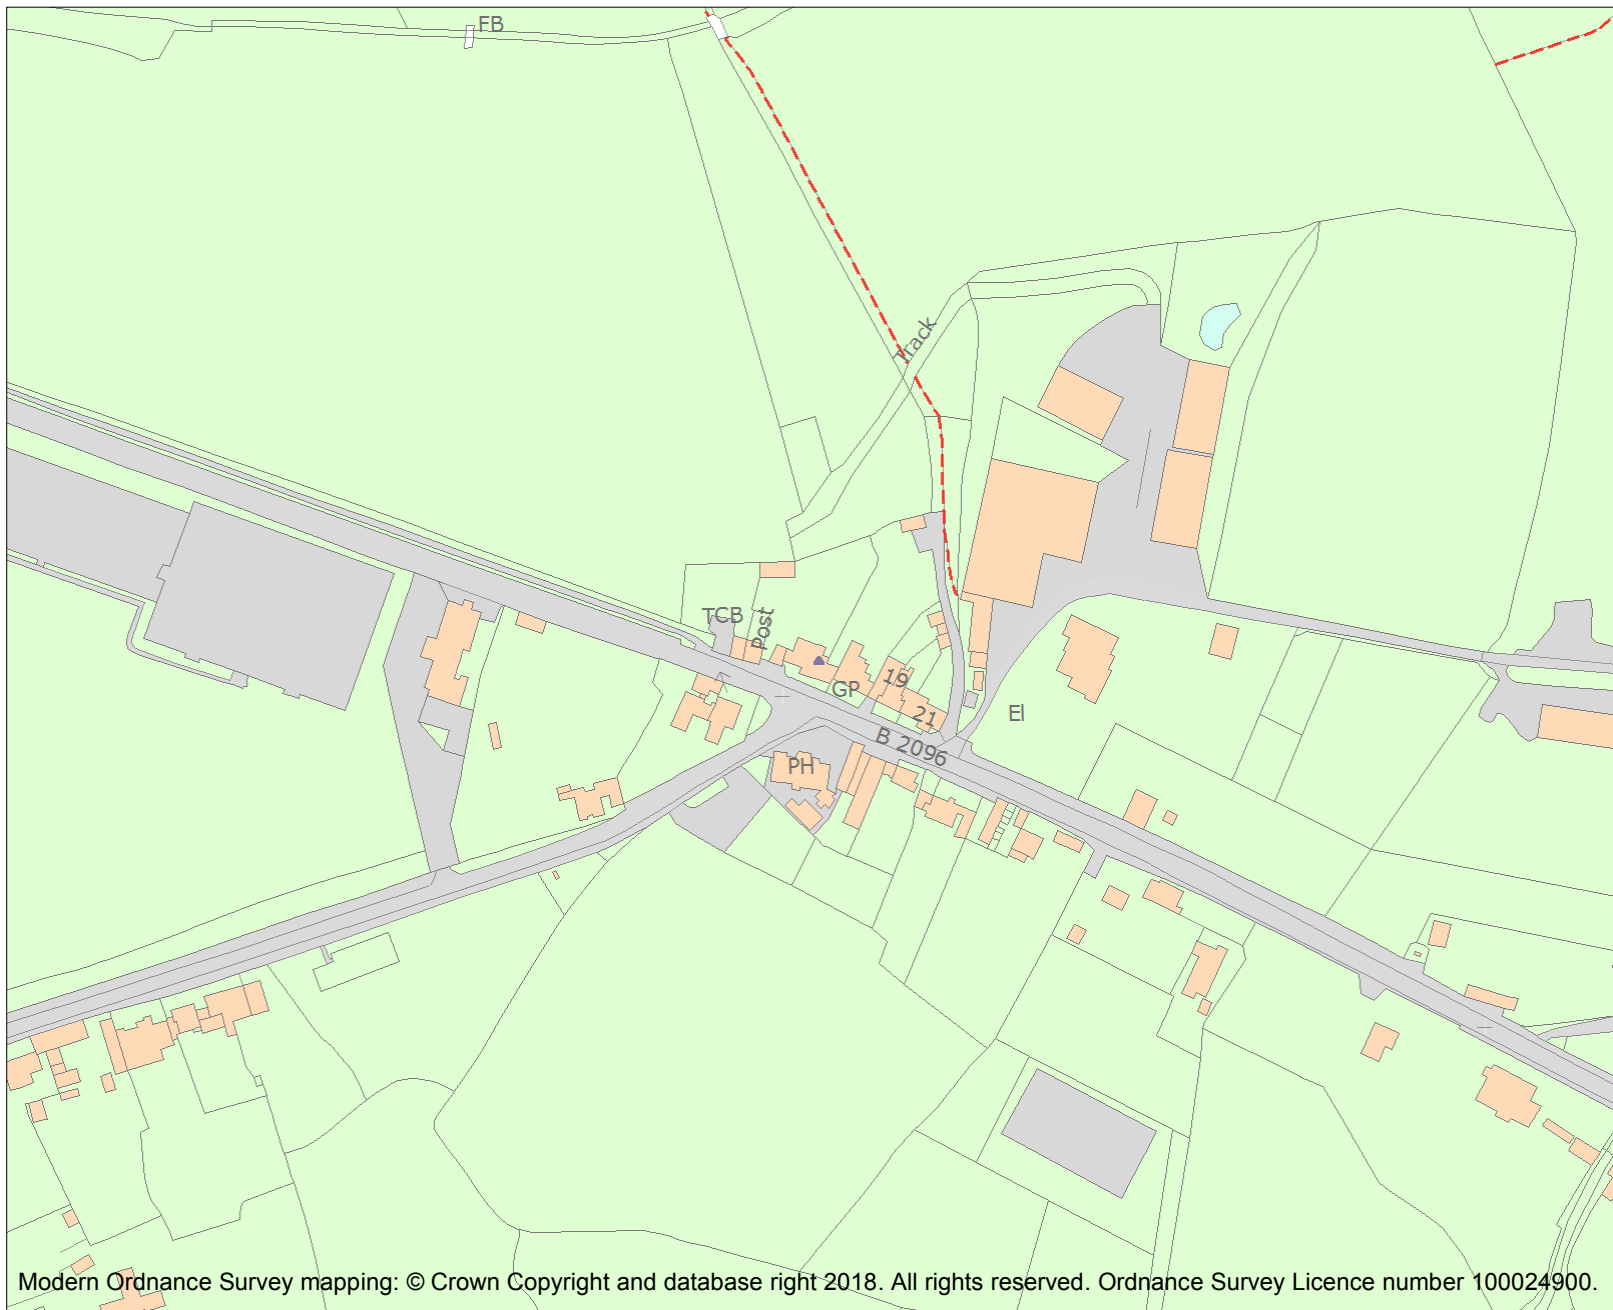 FB
Track
TCB
Post
19
GP
21
El
B 2096
PH
Modern Ordnance Survey mapping: © Crown Copyright and database right 2018. All rights reserved. Ordnance Survey Licence number 100024900.